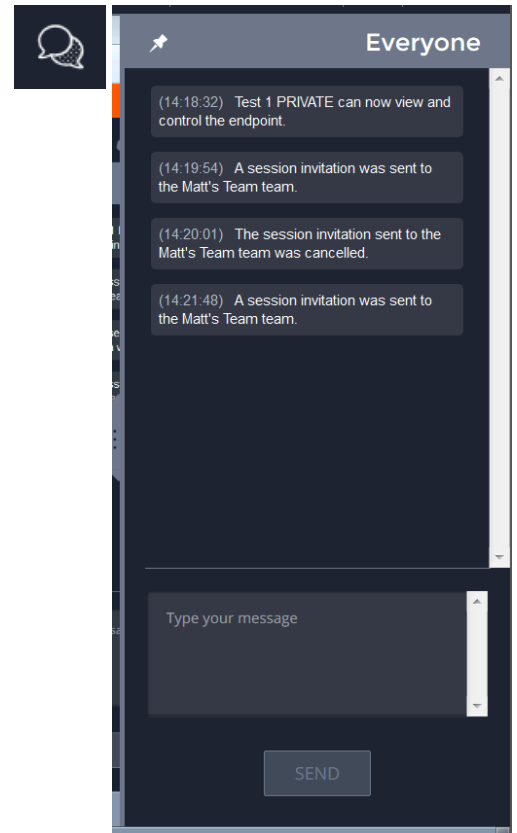 Everyone
(14:18:32) Test 1 PRIVATE can now view and
control the endpoint.
(14:19:54) A session invitation was sent to
the Matt's Team team.
(14:20:01) The session invitation sent to the
Matt's Team team was cancelled.
(14:21:48) A session invitation was sent to
the Matt's Team team.
Type your message
SEND